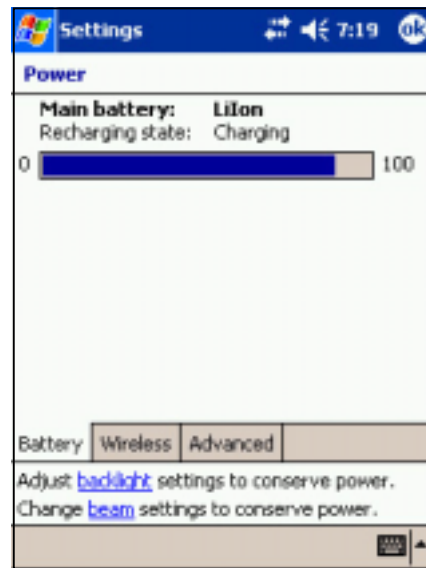 Settings 7:19 ok
Power
Main battery: LiIon
Recharging state: Charging
0 100
Battery Wireless Advanced
Adjust backlight settings to conserve power.
Change beam settings to conserve power.